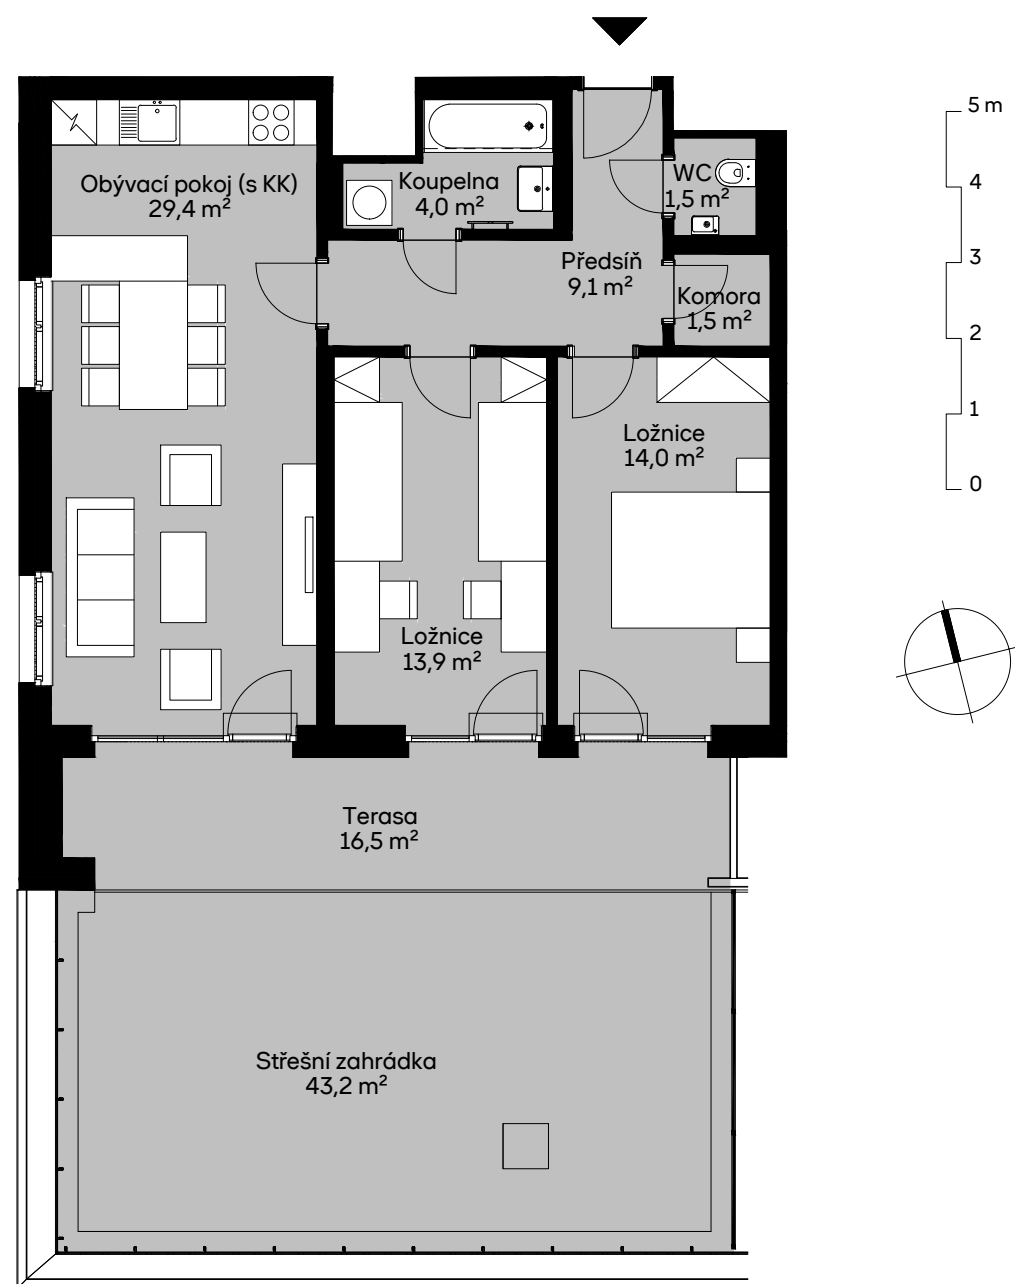 5 m
4
3
2
1
0
Obývací pokoj (s KK)
29,4 m²
Koupelna
4,0 m²
WC
1,5 m²
Předsíň
9,1 m²
Komora
1,5 m²
Ložnice
14,0 m²
Ložnice
13,9 m²
Terasa
16,5 m²
Střešní zahrádka
43,2 m²